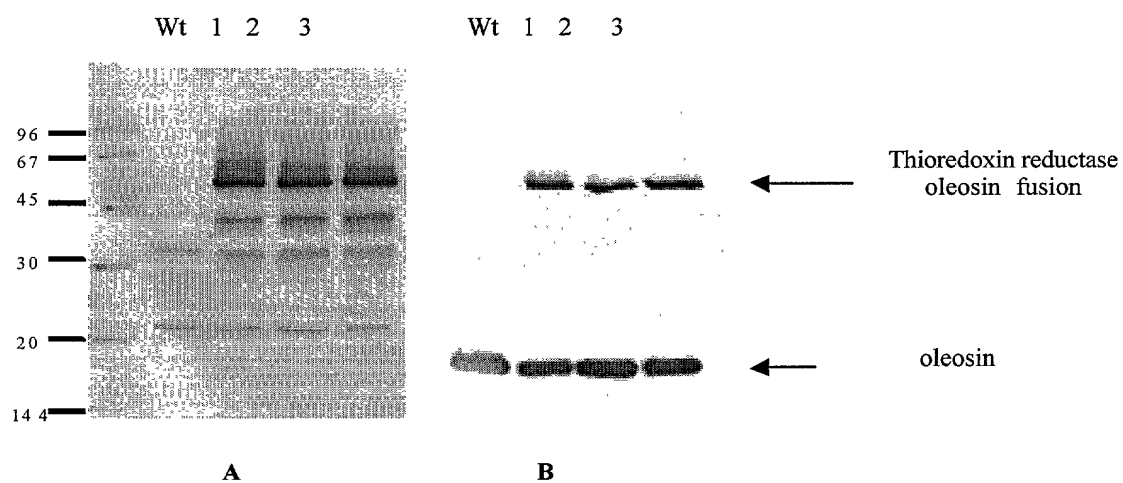 Wt 1 2 3
Wt 1 2 3
96
67
45
30
20
14 4
Thioredoxin reductase
oleosin fusion
oleosin
A
B